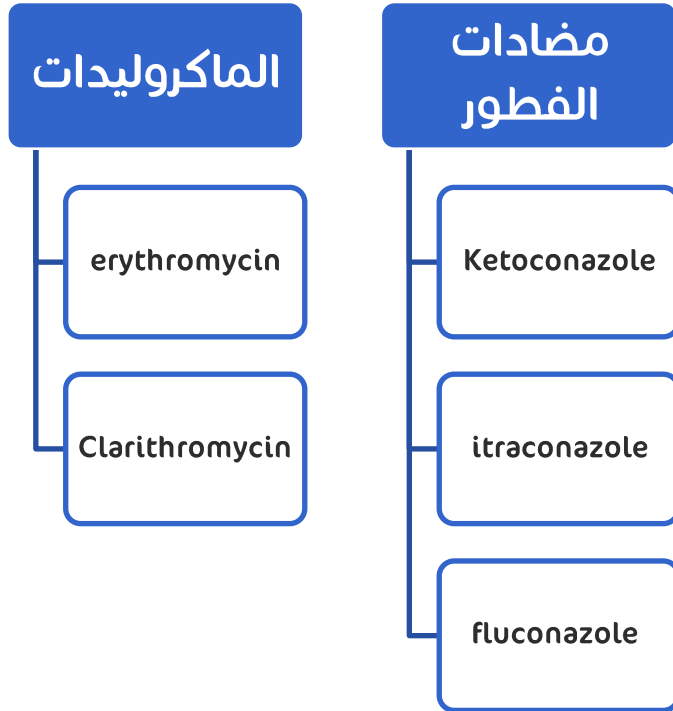 مضادات
الفطور
Ketoconazole
itraconazole
fluconazole
الماكروليدات
erythromycin
Clarithromycin